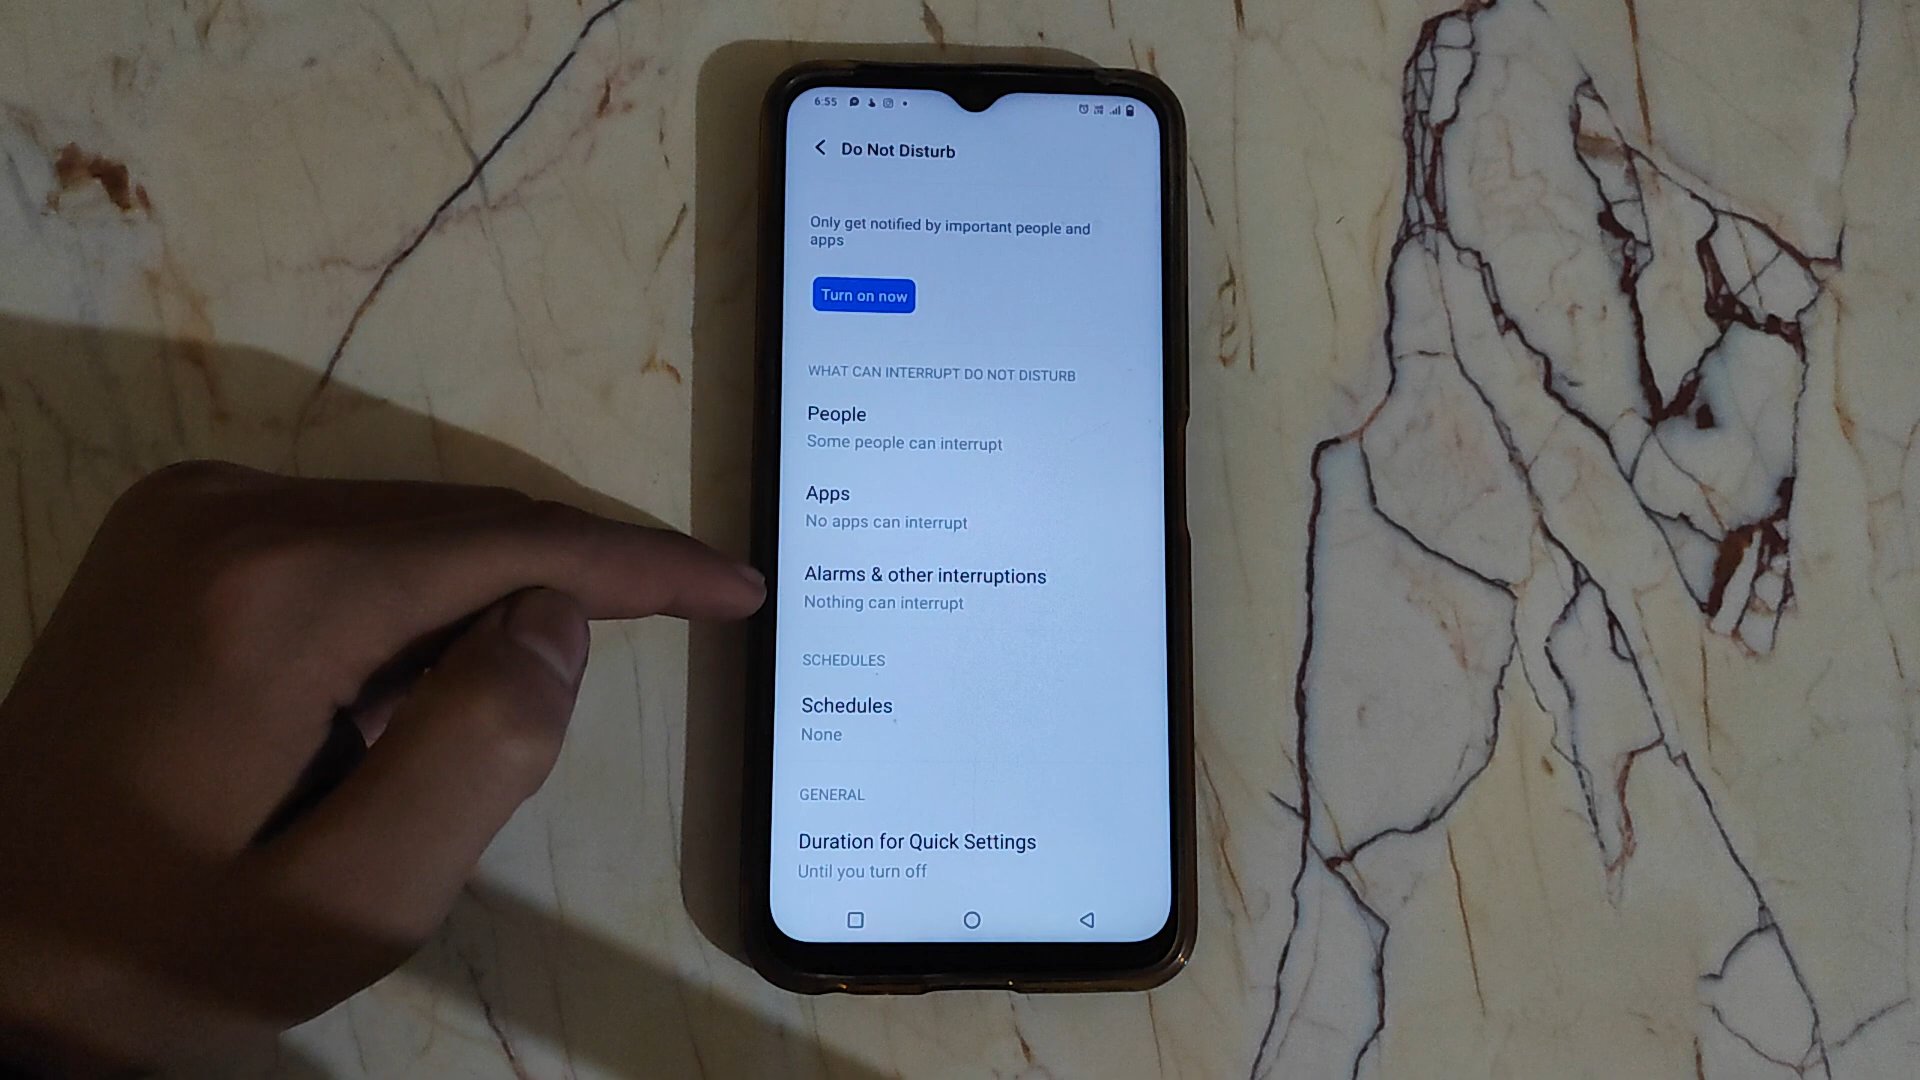 6:55
Do Not Disturb
Only get notified by important people and
apps
Turn on now
WHAT CAN INTERRUPT DO NOT DISTURB
People
Some people can interrupt
Apps
No apps can interrupt
Alarms & other interruptions
Nothing can interrupt
SCHEDULES
Schedules
None
GENERAL
Duration for Quick Settings
Until you turn off